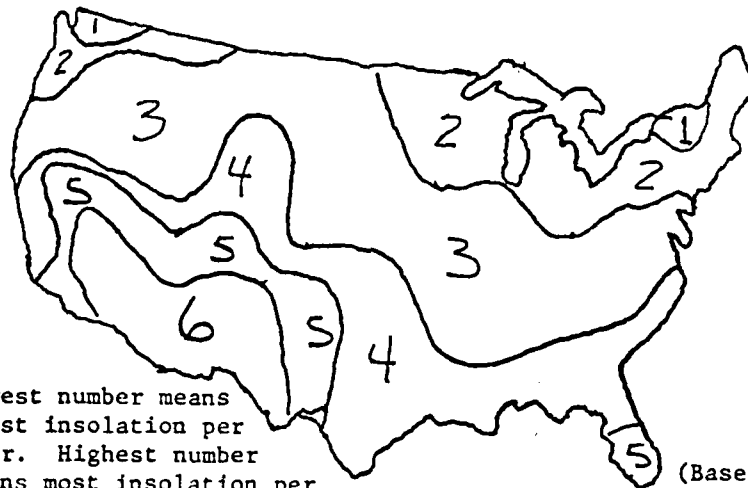 1
2
3
4
2
1
2
5
5
3
6
5
4
est number means
st insolation per
r. Highest number
ns most insolation per
5
(Base